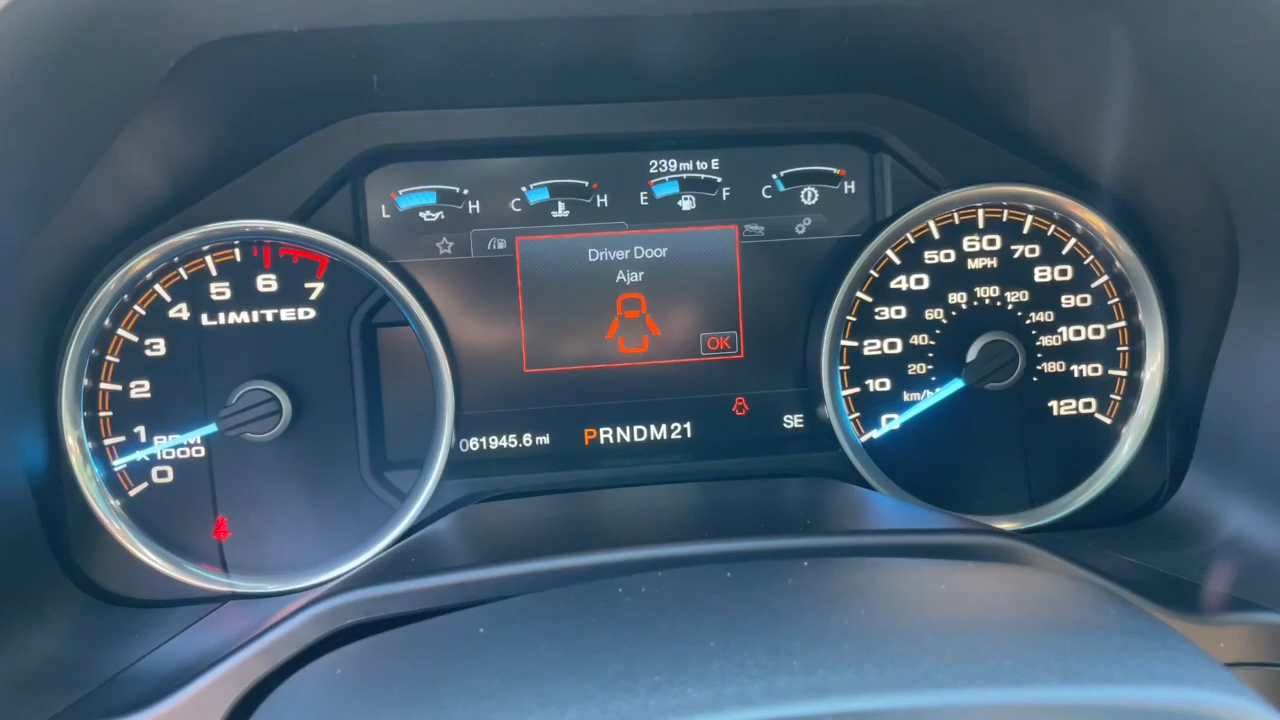 239 mi to E
L H C H E F C H
Driver Door
Ajar
OK
061945.6 mi
PRNDM21
SE
0 1 2 3 4 5 6 7
LIMITED
RPM
X 1000
0 10 20 30 40 50 60 70 80 90 100 110 120
MPH
20 40 60 80 100 120 140 160 180
km/h